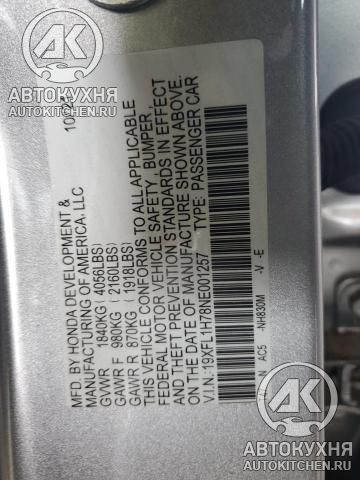 АВТОКУХНЯ
AUTOKITCHEN.RU
MFD. BY HONDA DEVELOPMENT &
MANUFACTURING OF AMERICA, LLC
GVWR 1840KG (4056LBS)
GAWR F 980KG (2160LBS)
GAWR R 870KG (1918LBS)
THIS VEHICLE CONFORMS TO ALL APPLICABLE
FEDERAL MOTOR VEHICLE SAFETY, BUMPER,
AND THEFT PREVENTION STANDARDS IN EFFECT
ON THE DATE OF MANUFACTURE SHOWN ABOVE.
V.I.N. 19XFL1H78NE001257 TYPE: PASSENGER CAR
N AC5 -NH830M -V -E
АВТОКУХНЯ
AUTOKITCHEN.RU